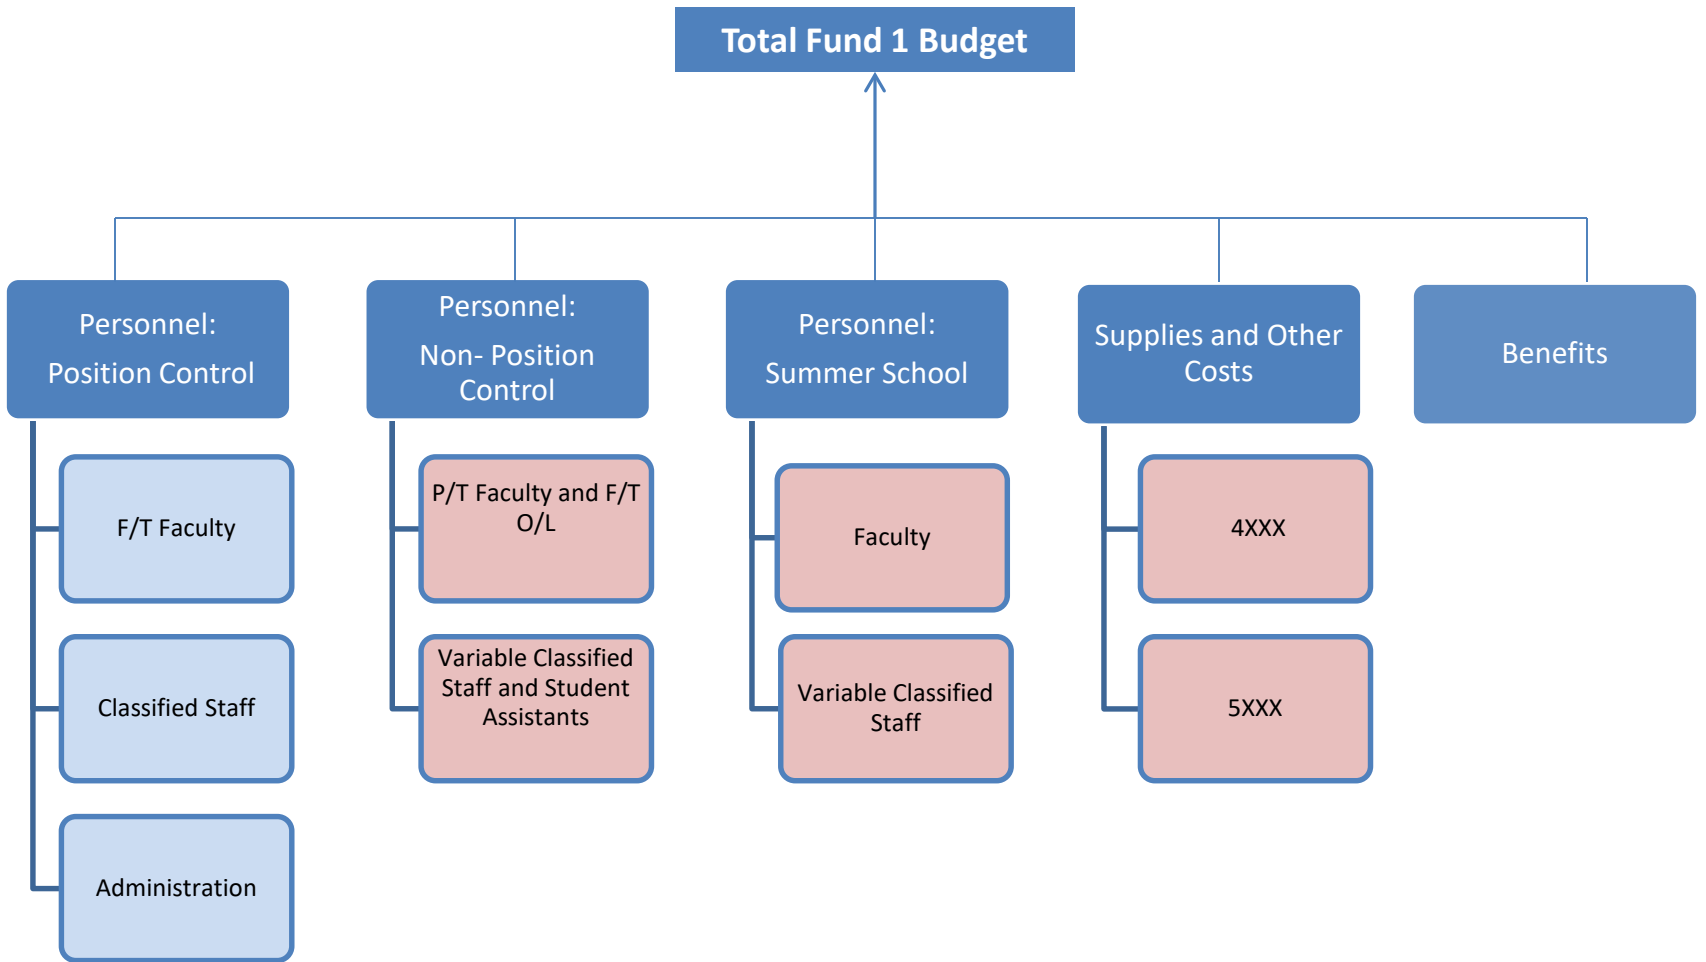 Total Fund 1 Budget
Personnel:
Position Control
Personnel:
Non- Position
Control
Personnel:
Summer School
Supplies and Other
Costs
Benefits
F/T Faculty
P/T Faculty and F/T
O/L
Faculty
4XXX
Classified Staff
Variable Classified
Staff and Student
Assistants
Variable Classified
Staff
5XXX
Administration